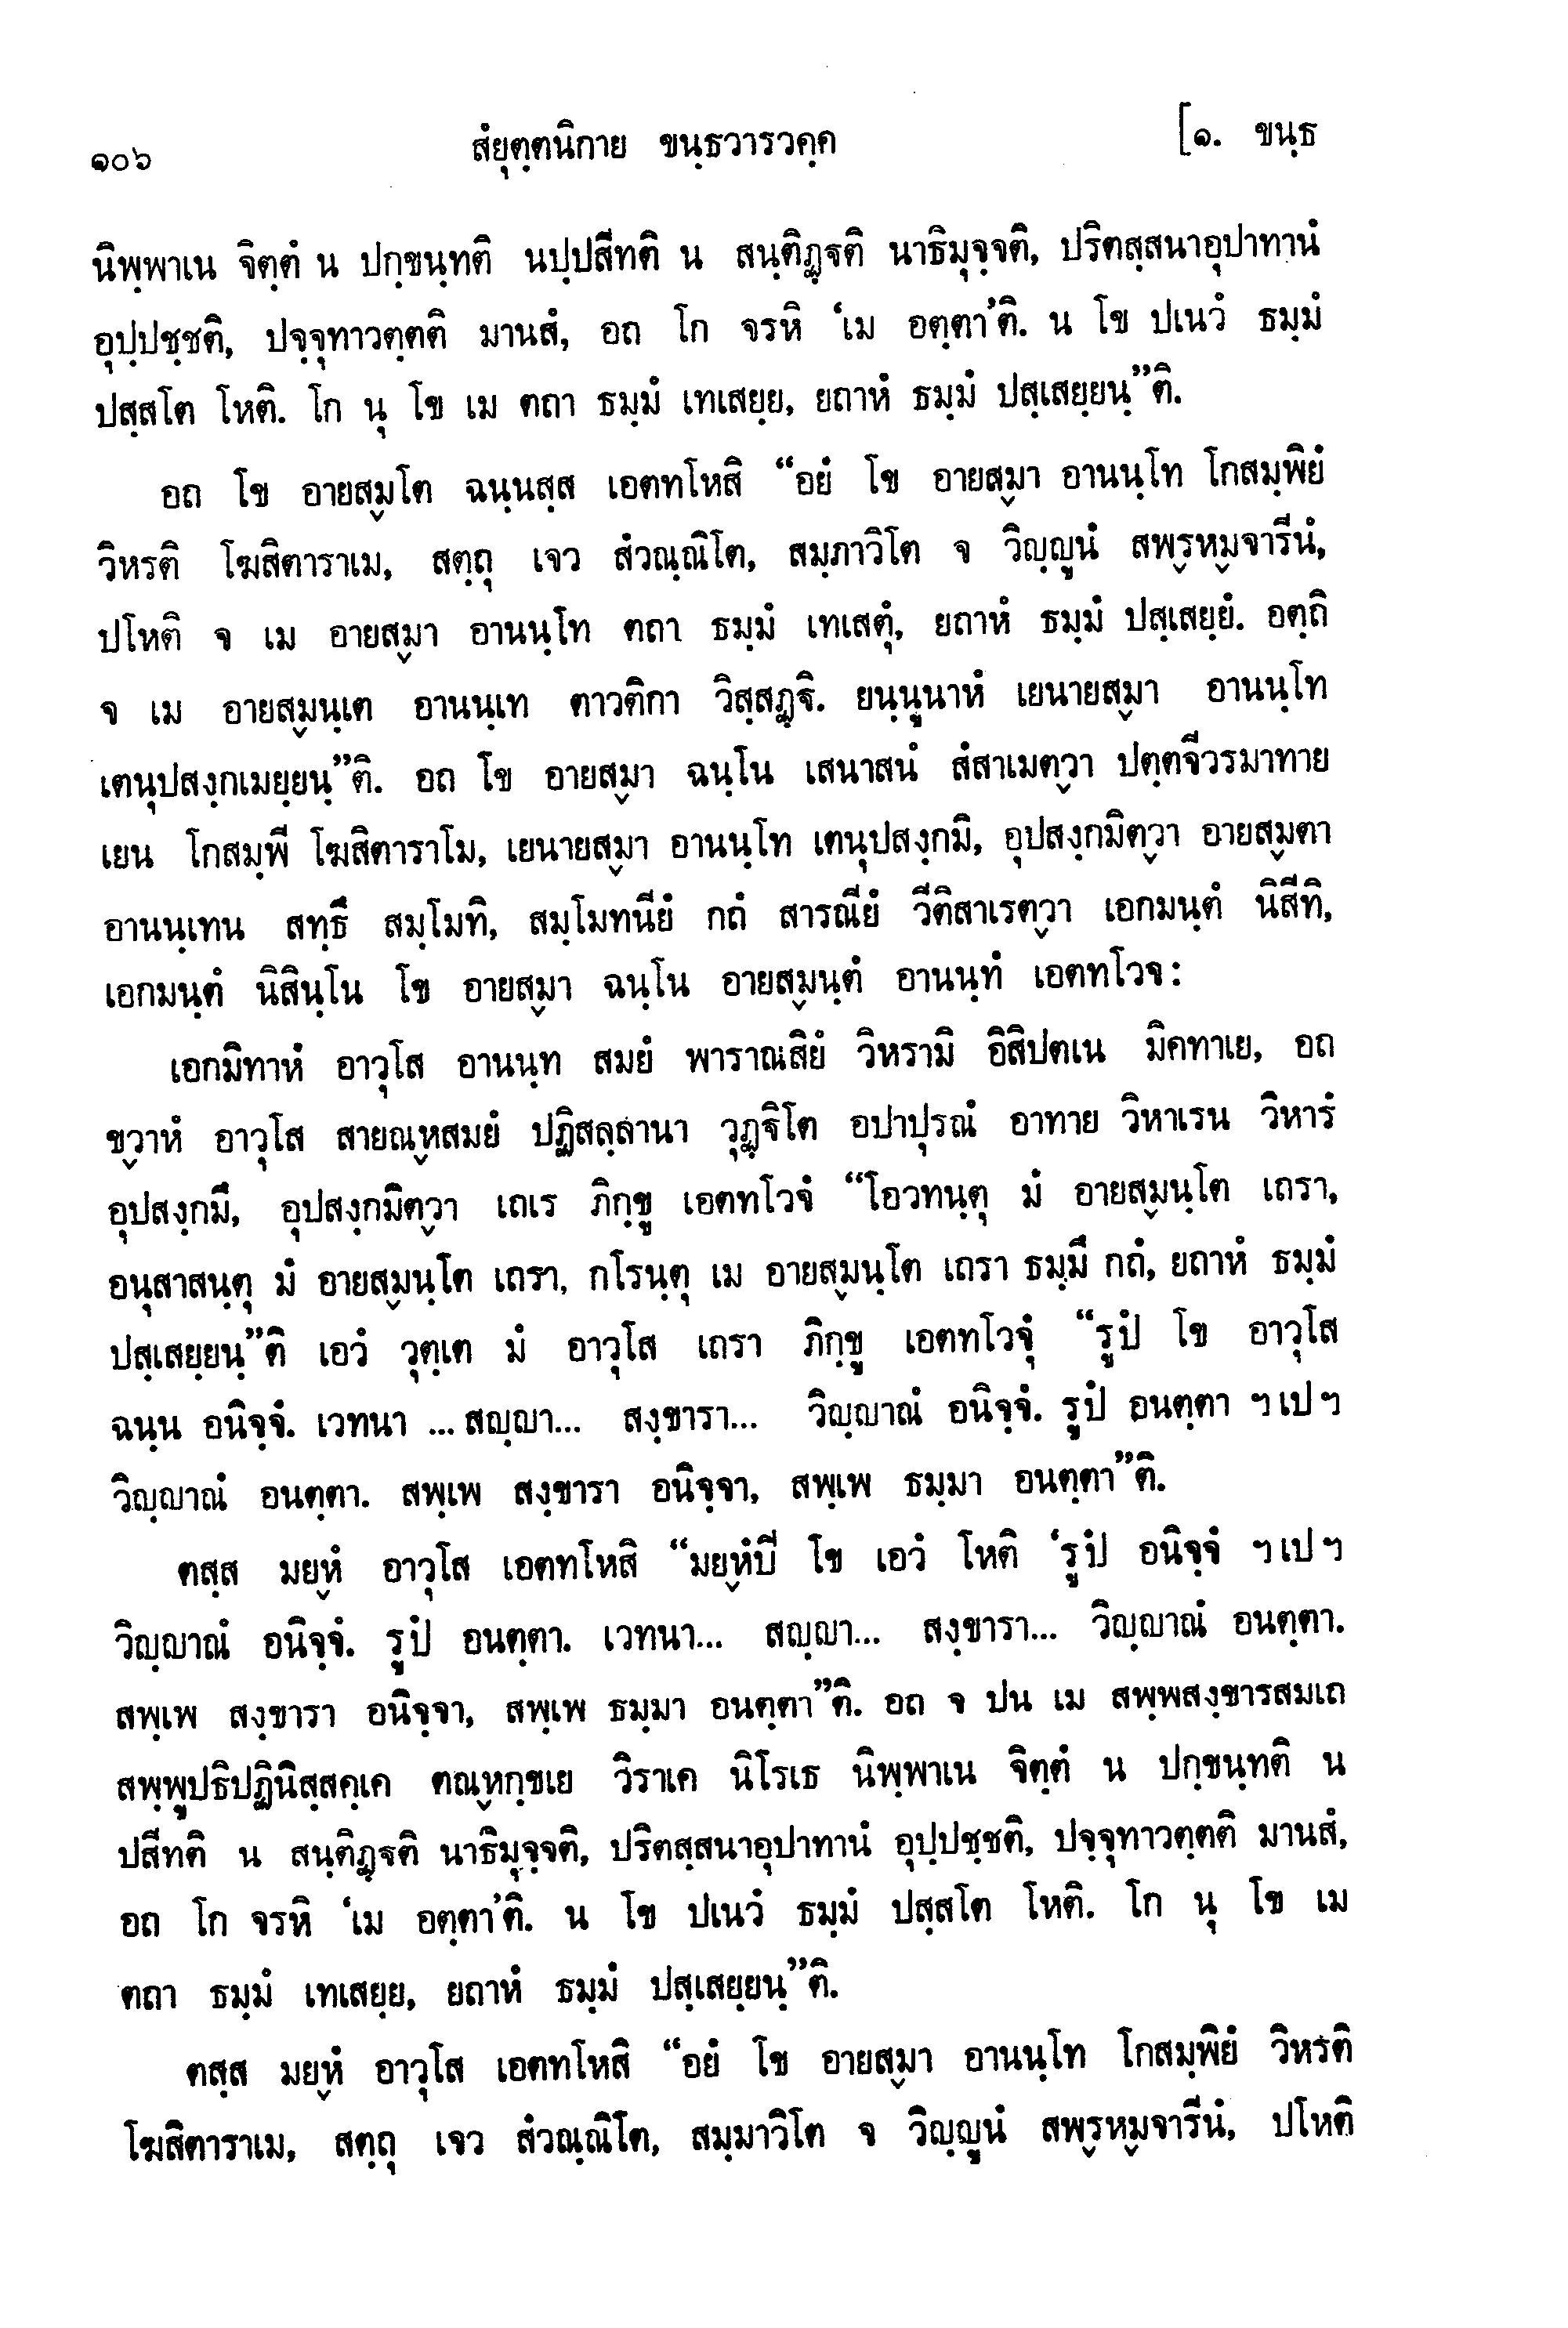 ๑๐๖ สํยุตฺตนิกาย ขนฺธวารวคฺค [๑. ขนฺธ
นิพฺพาเน จิตฺตํ น ปกฺขนฺทติ นปฺปสีทติ น สนฺติฏฺฐติ นาธิมุจฺจติ, ปริตสฺสนาอุปาทานํ
อุปฺปชฺชติ, ปจฺจุทาวตฺตติ มานสํ, อถ โก จรหิ ‘เม อตฺตา’ติ. น โข ปเนวํ ธมฺมํ
ปสฺสโต โหติ. โก นุ โข เม ตถา ธมฺมํ เทเสยฺย, ยถาหํ ธมฺมํ ปสฺเสยฺยนฺ”ติ.
อถ โข อายสฺมโต ฉนฺนสฺส เอตทโหสิ “อยํ โข อายสฺมา อานนฺโท โกสมฺพิยํ
วิหรติ โฆสิตาราเม, สตฺถุ เจว สํวณฺณิโต, สมฺภาวิโต จ วิญฺญูนํ สพฺรหฺมจารีนํ,
ปโหติ จ เม อายสฺมา อานนฺโท ตถา ธมฺมํ เทเสตุํ, ยถาหํ ธมฺมํ ปสฺเสยฺยํ. อตฺถิ
จ เม อายสฺมนฺเต อานนฺเท ตาวติกา วิสฺสฏฺฐิ. ยนฺนูนาหํ เยนายสฺมา อานนฺโท
เตนุปสงฺกเมยฺยนฺ”ติ. อถ โข อายสฺมา ฉนฺโน เสนาสนํ สํสาเมตฺวา ปตฺตจีวรมาทาย
เยน โกสมฺพี โฆสิตาราโม, เยนายสฺมา อานนฺโท เตนุปสงฺกมิ, อุปสงฺกมิตฺวา อายสฺมตา
อานนฺเทน สทฺธึ สมฺโมทิ, สมฺโมทนียํ กถํ สารณียํ วีติสาเรตฺวา เอกมนฺตํ นิสีทิ,
เอกมนฺตํ นิสินฺโน โข อายสฺมา ฉนฺโน อายสฺมนฺตํ อานนฺทํ เอตทโวจ:
เอกมิทาหํ อาวุโส อานนฺท สมยํ พาราณสิยํ วิหรามิ อิสิปตเน มิคทาเย, อถ
ขฺวาหํ อาวุโส สายณฺหสมยํ ปฏิสลฺลานา วุฏฺฐิโต อปาปุรณํ อาทาย วิหาเรน วิหารํ
อุปสงฺกมึ, อุปสงฺกมิตฺวา เถเร ภิกฺขู เอตทโวจํ “โอวทนฺตุ มํ อายสฺมนฺโต เถรา,
อนุสาสนฺตุ มํ อายสฺมนฺโต เถรา, กโรนฺตุ เม อายสฺมนฺโต เถรา ธมฺมึ กถํ, ยถาหํ ธมฺมํ
ปสฺเสยฺยนฺ”ติ เอวํ วุตฺเต มํ อาวุโส เถรา ภิกฺขู เอตทโวจุํ “รูปํ โข อาวุโส
ฉนฺน อนิจฺจํ. เวทนา ... สญฺญา... สงฺขารา... วิญฺญาณํ อนิจฺจํ. รูปํ อนตฺตา ฯ เป ฯ
วิญฺญาณํ อนตฺตา. สพฺเพ สงฺขารา อนิจฺจา, สพฺเพ ธมฺมา อนตฺตา”ติ.
ตสฺส มยฺหํ อาวุโส เอตทโหสิ “มยฺหํปี โข เอวํ โหติ ‘รูปํ อนิจฺจํ ฯ เป ฯ
วิญฺญาณํ อนิจฺจํ. รูปํ อนตฺตา. เวทนา... สญฺญา... สงฺขารา... วิญฺญาณํ อนตฺตา.
สพฺเพ สงฺขารา อนิจฺจา, สพฺเพ ธมฺมา อนตฺตา”ติ. อถ จ ปน เม สพฺพสงฺขารสมเถ
สพฺพูปธิปฏินิสฺสคฺเค ตณฺหกฺขเย วิราเค นิโรเธ นิพฺพาเน จิตฺตํ น ปกฺขนฺทติ น
ปสีทติ น สนฺติฏฺฐติ นาธิมุจฺจติ, ปริตสฺสนาอุปาทานํ อุปฺปชฺชติ, ปจฺจุทาวตฺตติ มานสํ,
อถ โก จรหิ ‘เม อตฺตา’ติ. น โข ปเนวํ ธมฺมํ ปสฺสโต โหติ. โก นุ โข เม
ตถา ธมฺมํ เทเสยฺย, ยถาหํ ธมฺมํ ปสฺเสยฺยนฺ”ติ.
ตสฺส มยฺหํ อาวุโส เอตทโหสิ “อยํ โข อายสฺมา อานนฺโท โกสมฺพิยํ วิหรติ
โฆสิตาราเม, สตฺถุ เจว สํวณฺณิโต, สมฺมาวิโต จ วิญฺญูนํ สพฺรหฺมจารีนํ, ปโหติ